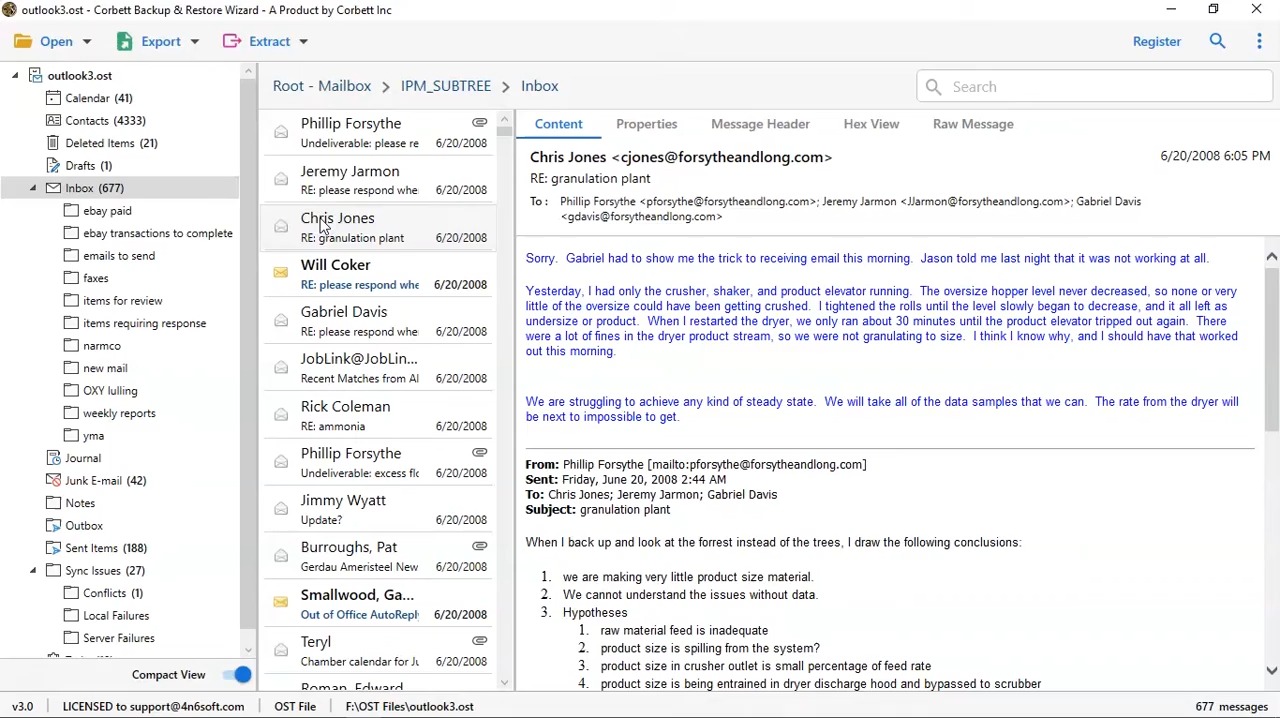 outlook3.ost - Corbett Backup & Restore Wizard - A Product by Corbett Inc
Open
Export
Extract
Register
outlook3.ost
Calendar (41)
Contacts (4333)
Deleted Items (21)
Drafts (1)
Inbox (677)
ebay paid
ebay transactions to complete
emails to send
faxes
items for review
items requiring response
narmco
new mail
OXY lulling
weekly reports
yma
Journal
Junk E-mail (42)
Notes
Outbox
Sent Items (188)
Sync Issues (27)
Conflicts (1)
Local Failures
Server Failures
Compact View
Root - Mailbox > IPM_SUBTREE > Inbox
Search
Phillip Forsythe
Undeliverable: please re 6/20/2008
Jeremy Jarmon
RE: please respond whe 6/20/2008
Chris Jones
RE: granulation plant 6/20/2008
Will Coker
RE: please respond whe 6/20/2008
Gabriel Davis
RE: please respond whe 6/20/2008
JobLink@JobLin...
Recent Matches from Al 6/20/2008
Rick Coleman
RE: ammonia 6/20/2008
Phillip Forsythe
Undeliverable: excess flc 6/20/2008
Jimmy Wyatt
Update? 6/20/2008
Burroughs, Pat
Gerdau Ameristeel New 6/20/2008
Smallwood, Ga...
Out of Office AutoReply 6/20/2008
Teryl
Chamber calendar for Ju 6/20/2008
Roman, Edward
Content Properties Message Header Hex View Raw Message
Chris Jones <cjones@forsytheandlong.com> 6/20/2008 6:05 PM
RE: granulation plant
To : Phillip Forsythe <pforsythe@forsytheandlong.com>; Jeremy Jarmon <JJarmon@forsytheandlong.com>; Gabriel Davis
<gdavis@forsytheandlong.com>
Sorry. Gabriel had to show me the trick to receiving email this morning. Jason told me last night that it was not working at all.
Yesterday, I had only the crusher, shaker, and product elevator running. The oversize hopper level never decreased, so none or very
little of the oversize could have been getting crushed. I tightened the rolls until the level slowly began to decrease, and it all left as
undersize or product. When I restarted the dryer, we only ran about 30 minutes until the product elevator tripped out again. There
were a lot of fines in the dryer product stream, so we were not granulating to size. I think I know why, and I should have that worked
out this morning.
We are struggling to achieve any kind of steady state. We will take all of the data samples that we can. The rate from the dryer will
be next to impossible to get.
From: Phillip Forsythe [mailto:pforsythe@forsytheandlong.com]
Sent: Friday, June 20, 2008 2:44 AM
To: Chris Jones; Jeremy Jarmon; Gabriel Davis
Subject: granulation plant
When I back up and look at the forrest instead of the trees, I draw the following conclusions:
1. we are making very little product size material.
2. We cannot understand the issues without data.
3. Hypotheses
1. raw material feed is inadequate
2. product size is spilling from the system?
3. product size in crusher outlet is small percentage of feed rate
4. product size is being entrained in dryer discharge hood and bypassed to scrubber
v3.0 LICENSED to support@4n6soft.com OST File F:\OST Files\outlook3.ost 677 messages